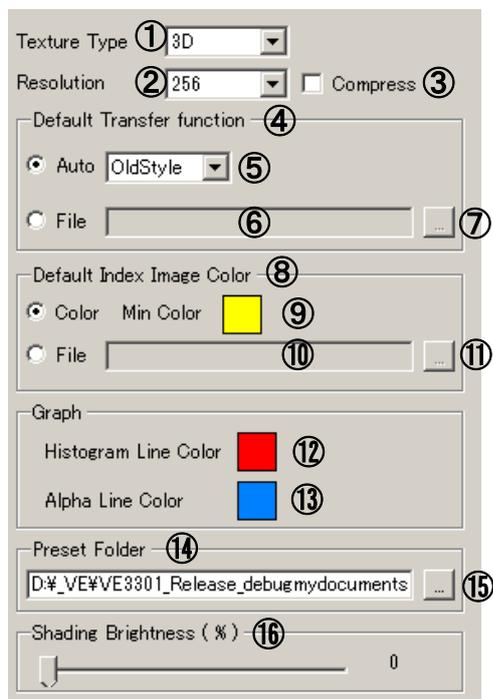 Texture Type ① 3D
Resolution ② 256 Compress ③
Default Transfer function ④
Auto OldStyle ⑤
File ⑥ ... ⑦
Default Index Image Color ⑧
Color Min Color ⑨
File ⑩ ... ⑪
Graph
Histogram Line Color ⑫
Alpha Line Color ⑬
Preset Folder ⑭
D:¥_VE¥VE3301_Release_debugmydocuments ... ⑮
Shading Brightness ( % ) ⑯
0